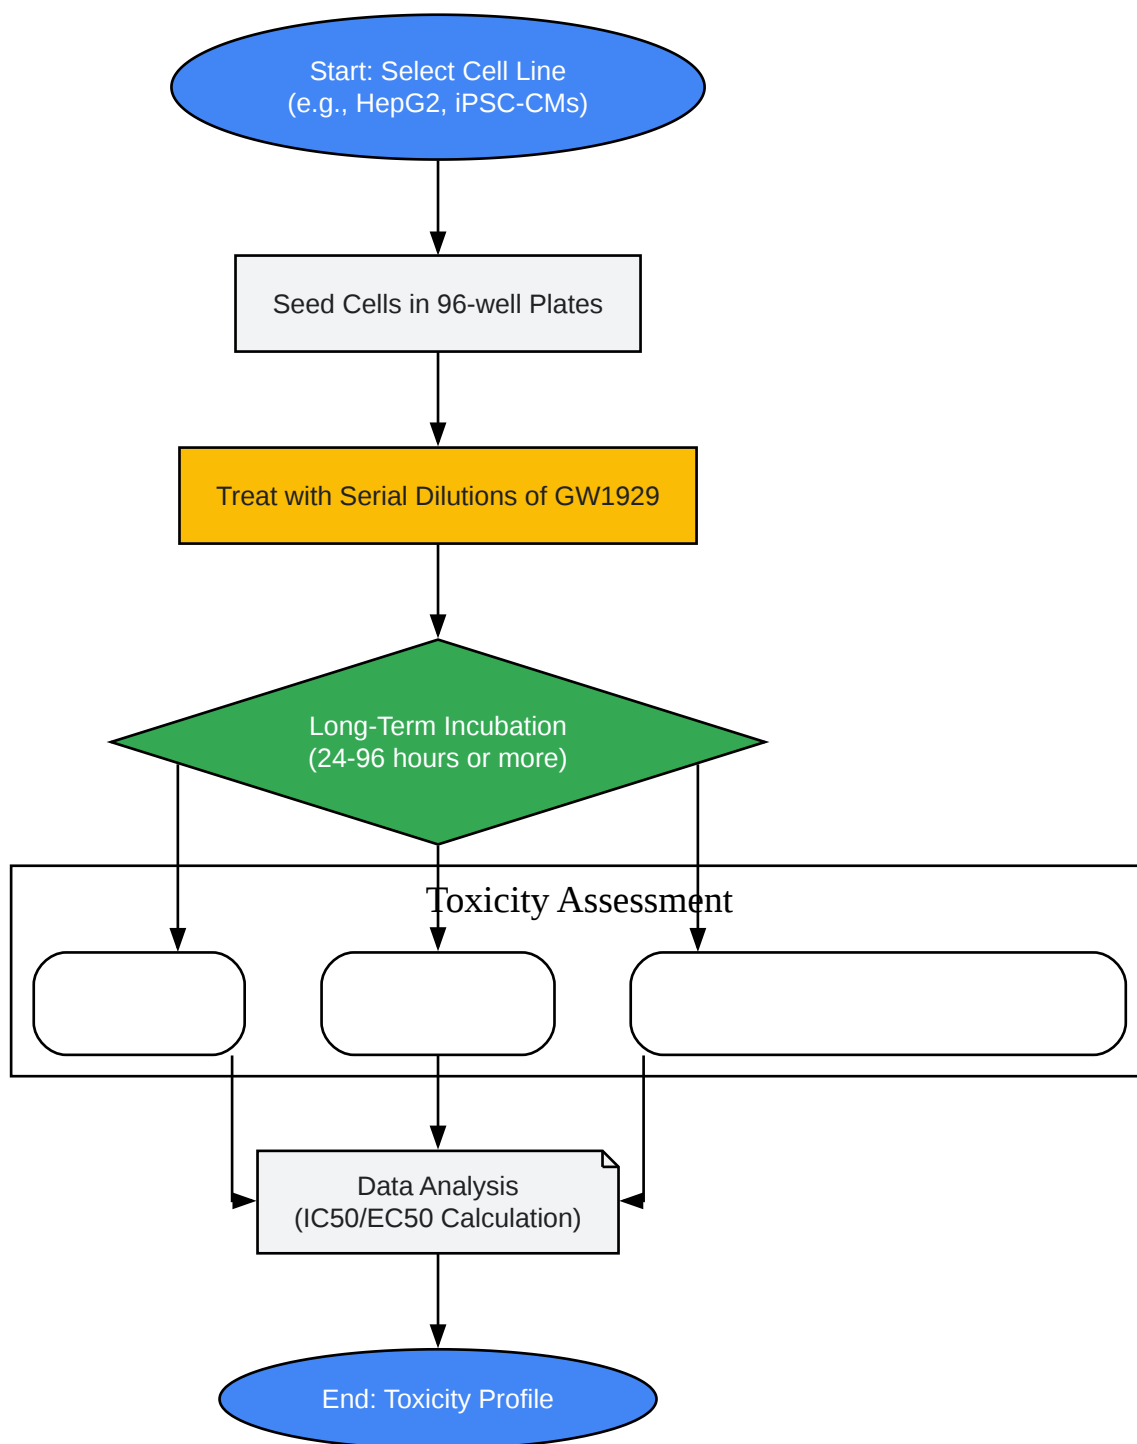 Start: Select Cell Line
(e.g., HepG2, iPSC-CMs)
Seed Cells in 96-well Plates
Treat with Serial Dilutions of GW1929
Long-Term Incubation
(24-96 hours or more)
Toxicity Assessment
Data Analysis
(IC50/EC50 Calculation)
End: Toxicity Profile